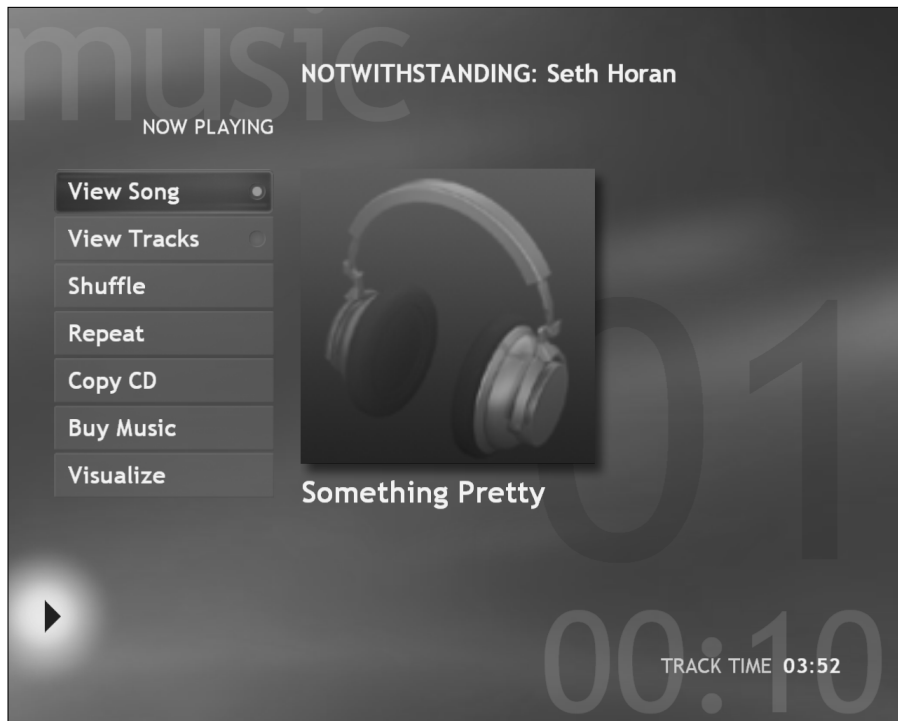 music
NOTWITHSTANDING: Seth Horan
NOW PLAYING
View Song
View Tracks
Shuffle
Repeat
Copy CD
Buy Music
Visualize
Something Pretty
01
00:10
TRACK TIME 03:52